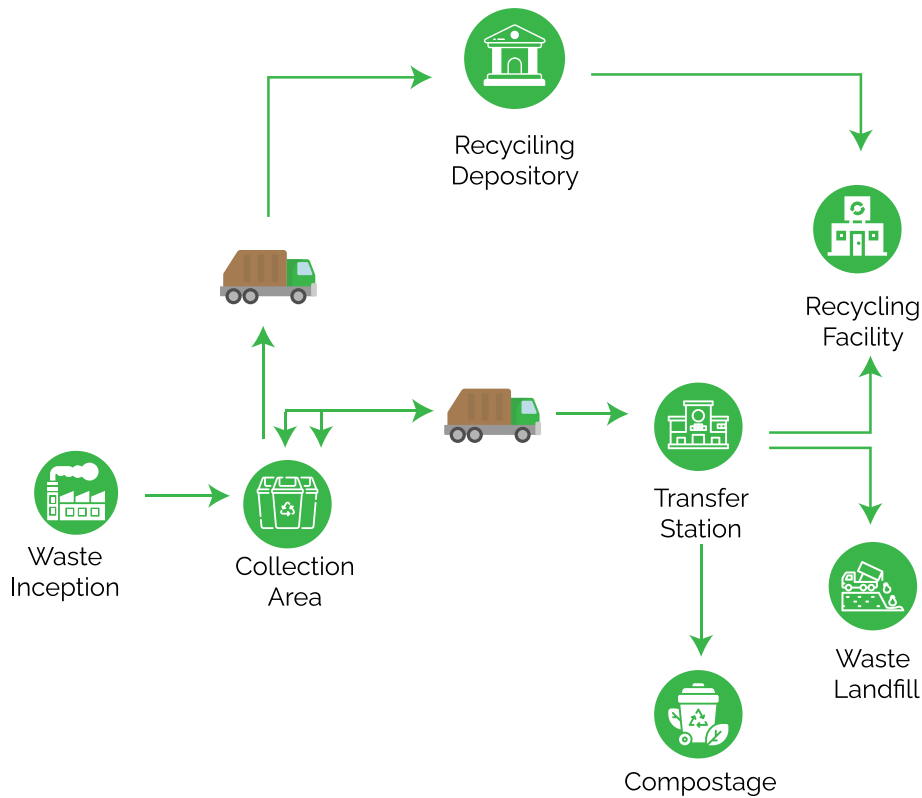 Recyciling
Depository
Recycling
Facility
Transfer
Station
Waste
Inception
Collection
Area
Waste
Landfill
Compostage